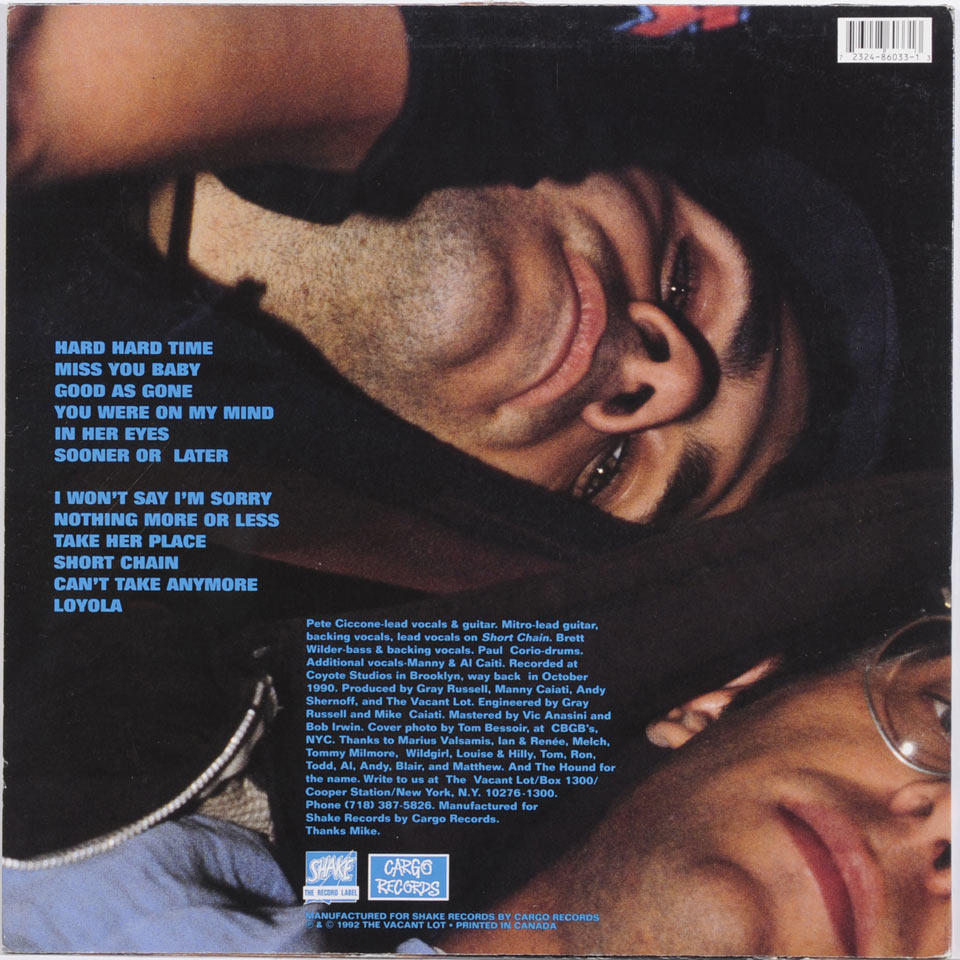 7 2324-86033-1 3
HARD HARD TIME
MISS YOU BABY
GOOD AS GONE
YOU WERE ON MY MIND
IN HER EYES
SOONER OR LATER
I WON'T SAY I'M SORRY
NOTHING MORE OR LESS
TAKE HER PLACE
SHORT CHAIN
CAN'T TAKE ANYMORE
LOYOLA
Pete Ciccone-lead vocals & guitar. Mitro-lead guitar,
backing vocals, lead vocals on Short Chain. Brett
Wilder-bass & backing vocals. Paul Corio-drums.
Additional vocals-Manny & Al Caiti. Recorded at
Coyote Studios in Brooklyn, way back in October
1990. Produced by Gray Russell, Manny Caiati, Andy
Shernoff, and The Vacant Lot. Engineered by Gray
Russell and Mike Caiati. Mastered by Vic Anasini and
Bob Irwin. Cover photo by Tom Bessoir, at CBGB's,
NYC. Thanks to Marius Valsamis, Ian & Renée, Melch,
Tommy Milmore, Wildgirl, Louise & Hilly, Tom, Ron,
Todd, Al, Andy, Blair, and Matthew. And The Hound for
the name. Write to us at The Vacant Lot/Box 1300/
Cooper Station/New York, N.Y. 10276-1300.
Phone (718) 387-5826. Manufactured for
Shake Records by Cargo Records.
Thanks Mike.
SHAKE
THE RECORD LABEL
CARGO
RECORDS
MANUFACTURED FOR SHAKE RECORDS BY CARGO RECORDS
℗ & © 1992 THE VACANT LOT • PRINTED IN CANADA